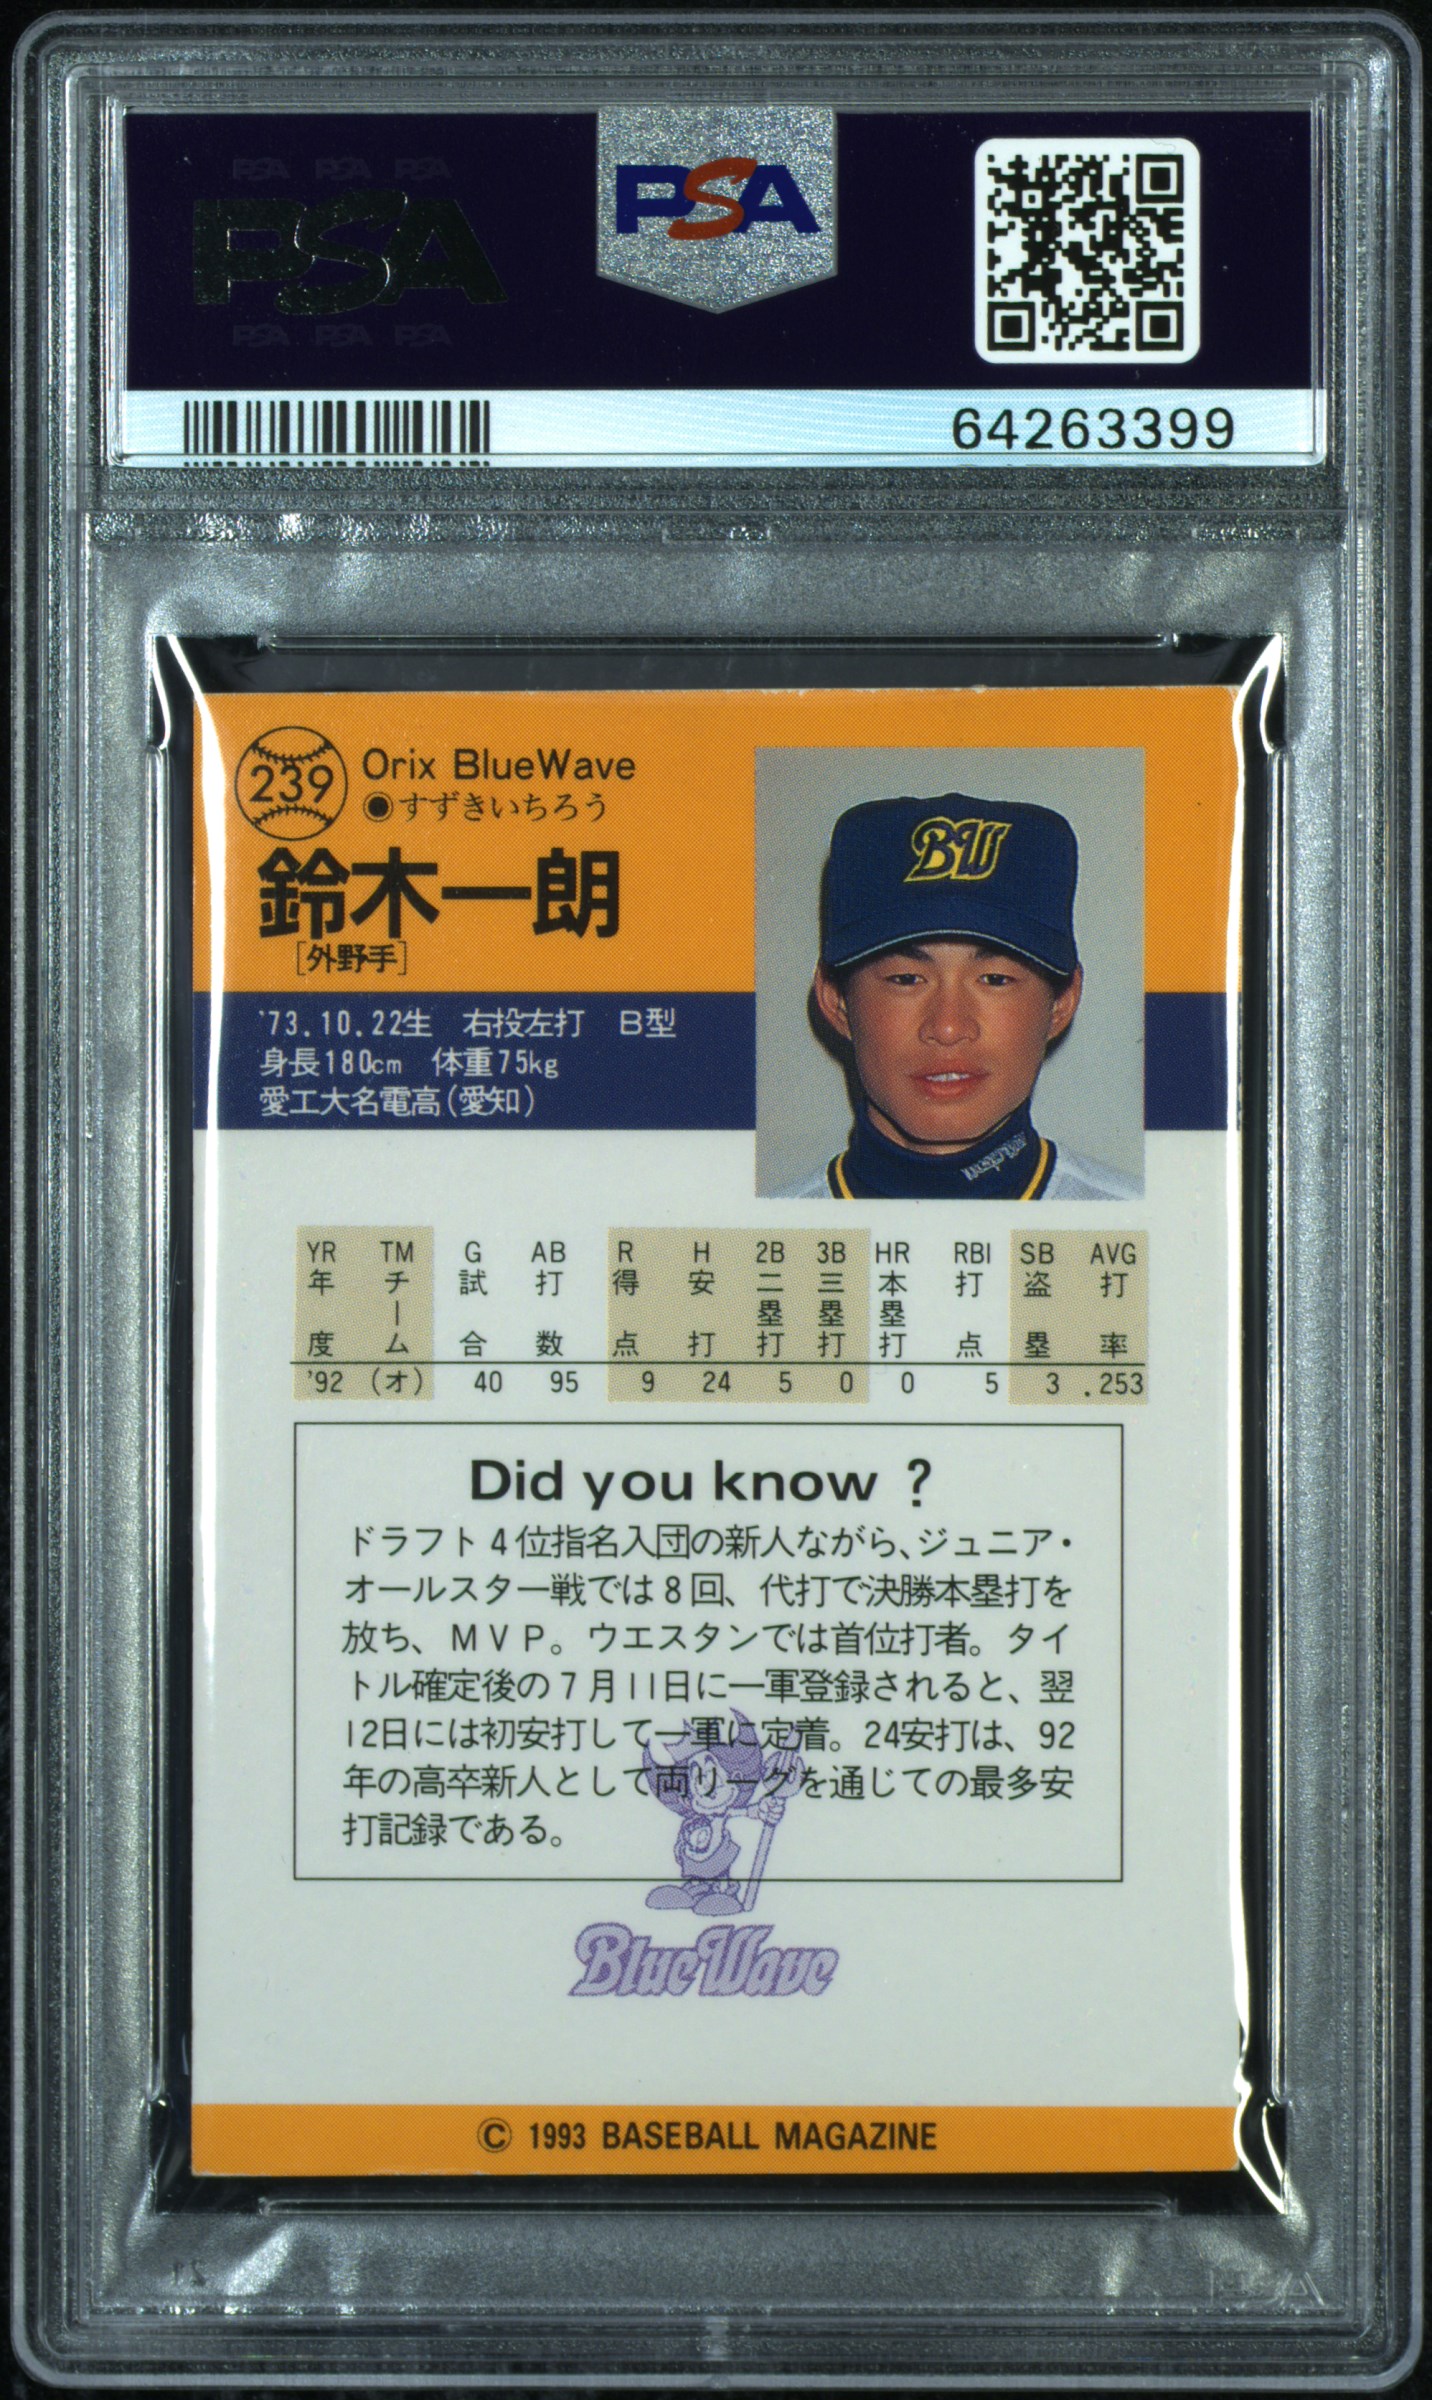 PSA PSA PSA
PSA
PSA PSA PSA
PSA
64263399
239
Orix BlueWave
◉すずきいちろう
鈴木一朗
[外野手]
BW
'73.10.22生 右投左打 B型
身長180cm 体重75kg
愛工大名電高(愛知)
YR TM G AB R H 2B 3B HR RBI SB AVG
年度 チーム 試合 打数 得点 安打 二塁打 三塁打 本塁打 打点 盗塁 打率
'92 (オ) 40 95 9 24 5 0 0 5 3 .253
Did you know ?
ドラフト4位指名入団の新人ながら、ジュニア・
オールスター戦では8回、代打で決勝本塁打を
放ち、MVP。ウエスタンでは首位打者。タイ
トル確定後の7月11日に一軍登録されると、翌
12日には初安打して一軍に定着。24安打は、92
年の高卒新人として両リーグを通じての最多安
打記録である。
BlueWave
© 1993 BASEBALL MAGAZINE